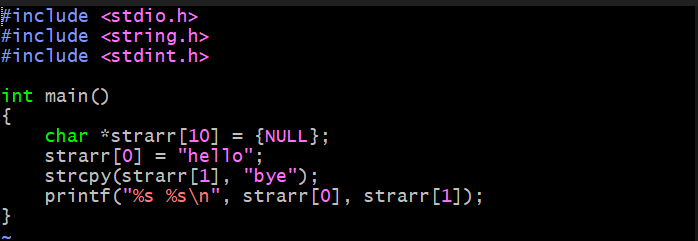 #include <stdio.h>
#include <string.h>
#include <stdint.h>

int main()
{
    char *strarr[10] = {NULL};
    strarr[0] = "hello";
    strcpy(strarr[1], "bye");
    printf("%s %s\n", strarr[0], strarr[1]);
}
~